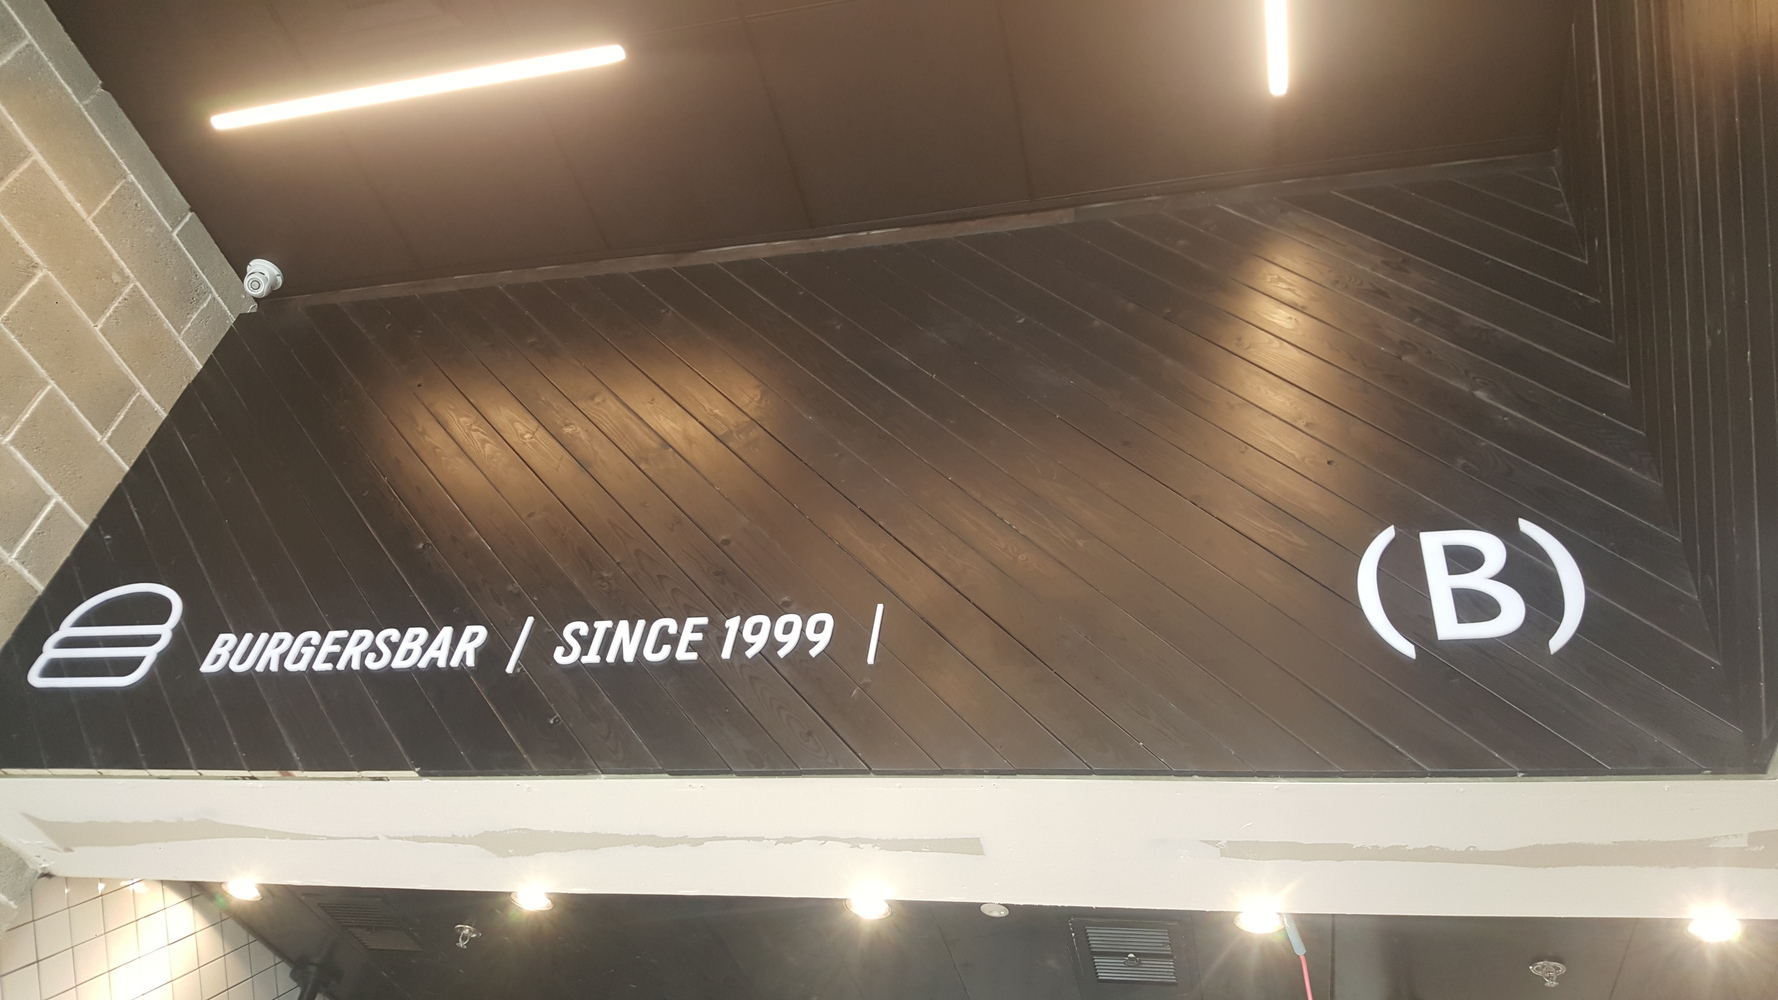 BURGERSBAR / SINCE 1999 /
(B)